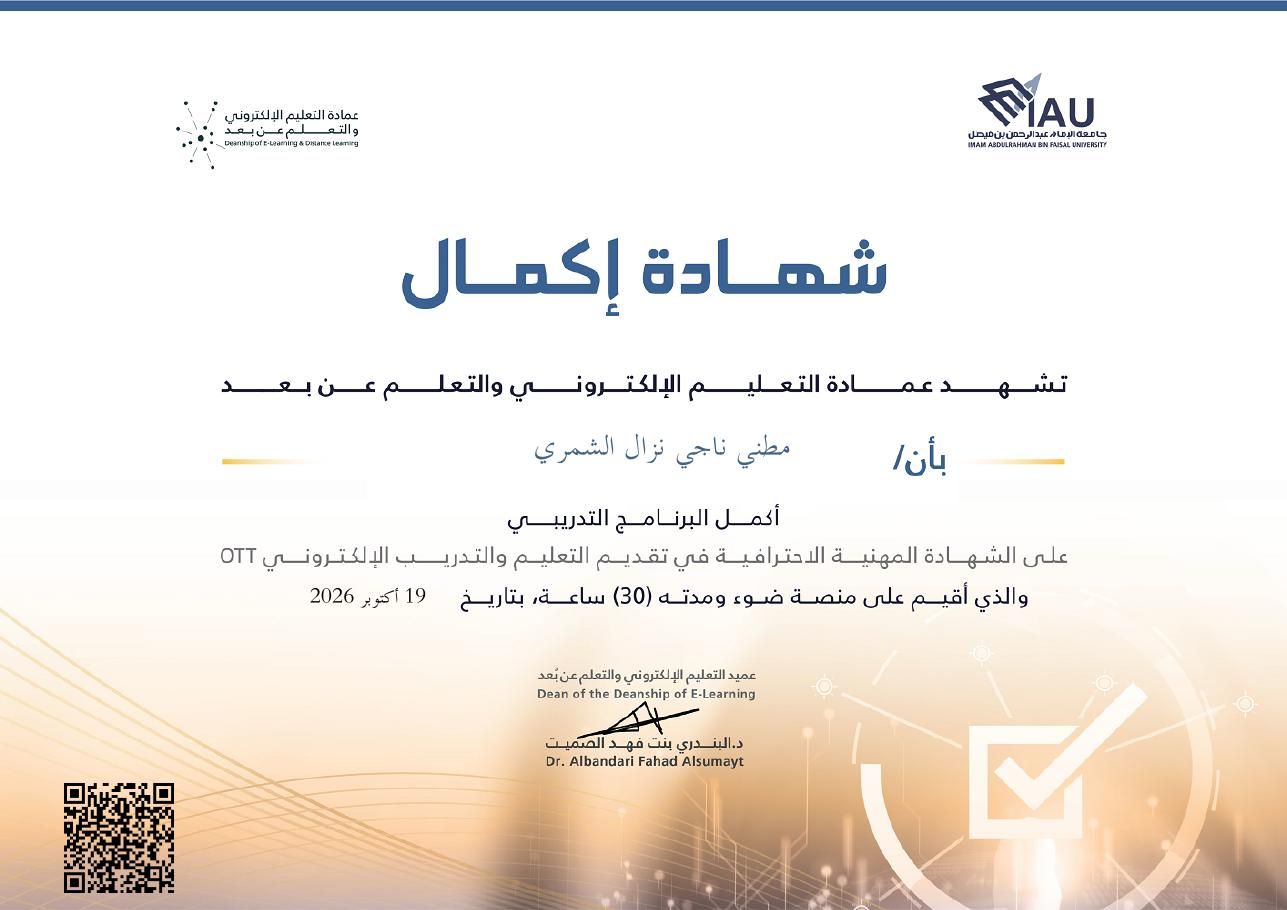 عمادة التعليم الإلكتروني
والتعلم عن بعد
Deanship of E-Learning & Distance Learning
IAU
جامعة الإمام عبدالرحمن بن فيصل
IMAM ABDULRAHMAN BIN FAISAL UNIVERSITY
شهادة إكمال
تشهد عمادة التعليم الإلكتروني والتعلم عن بعد
بأن/ مطني ناجي نزال الشمري
أكمل البرنامج التدريبي
على الشهادة المهنية الاحترافية في تقديم التعليم والتدريب الإلكتروني OTT
والذي أقيم على منصة ضوء ومدته (30) ساعة، بتاريخ 19 أكتوبر 2026
عميد التعليم الإلكتروني والتعلم عن بُعد
Dean of the Deanship of E-Learning
د.البندري بنت فهد الصميت
Dr. Albandari Fahad Alsumayt